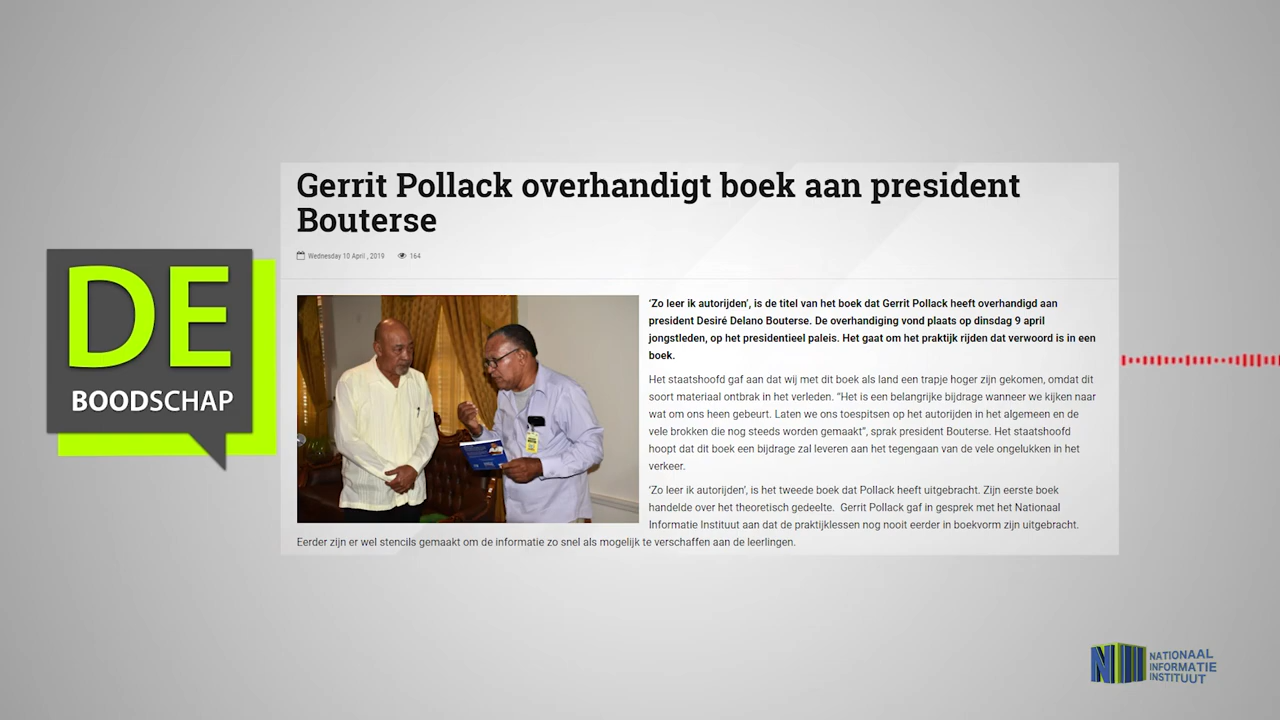 Gerrit Pollack overhandigt boek aan president
Bouterse
Wednesday 10 April , 2019 164
DE
BOODSCHAP
'Zo leer ik autorijden', is de titel van het boek dat Gerrit Pollack heeft overhandigd aan
president Desiré Delano Bouterse. De overhandiging vond plaats op dinsdag 9 april
jongstleden, op het presidentieel paleis. Het gaat om het praktijk rijden dat verwoord is in een
boek.
Het staatshoofd gaf aan dat wij met dit boek als land een trapje hoger zijn gekomen, omdat dit
soort materiaal ontbrak in het verleden. "Het is een belangrijke bijdrage wanneer we kijken naar
wat om ons heen gebeurt. Laten we ons toespitsen op het autorijden in het algemeen en de
vele brokken die nog steeds worden gemaakt", sprak president Bouterse. Het staatshoofd
hoopt dat dit boek een bijdrage zal leveren aan het tegengaan van de vele ongelukken in het
verkeer.
'Zo leer ik autorijden', is het tweede boek dat Pollack heeft uitgebracht. Zijn eerste boek
handelde over het theoretisch gedeelte. Gerrit Pollack gaf in gesprek met het Nationaal
Informatie Instituut aan dat de praktijklessen nog nooit eerder in boekvorm zijn uitgebracht.
Eerder zijn er wel stencils gemaakt om de informatie zo snel als mogelijk te verschaffen aan de leerlingen.
NII NATIONAAL
INFORMATIE
INSTITUUT